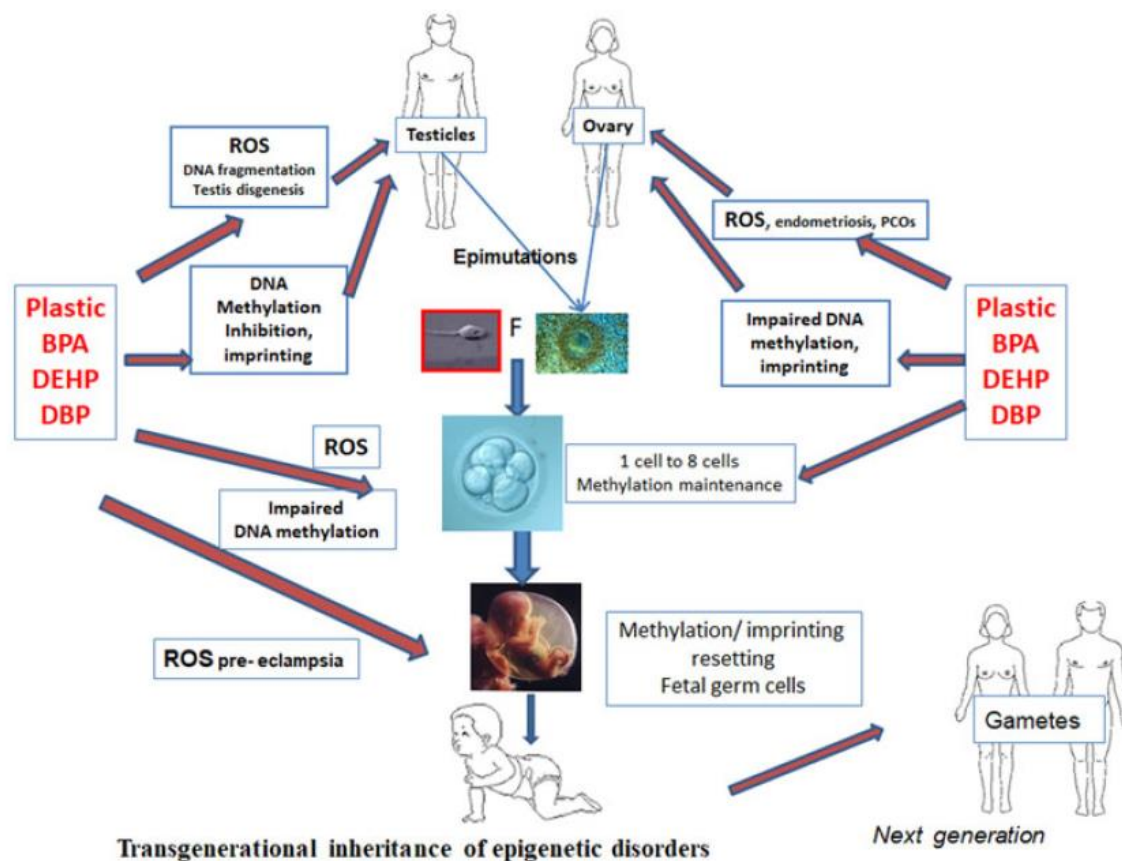 Testicles
Ovary
ROS
DNA fragmentation
Testis disgenesis
ROS, endometriosis, PCOs
Epimutations
DNA
Methylation
Inhibition,
imprinting
Plastic
BPA
DEHP
DBP
F
Impaired DNA
methylation,
imprinting
Plastic
BPA
DEHP
DBP
ROS
1 cell to 8 cells
Methylation maintenance
Impaired
DNA methylation
ROS pre- eclampsia
Methylation/ imprinting
resetting
Fetal germ cells
Gametes
Next generation
Transgenerational inheritance of epigenetic disorders